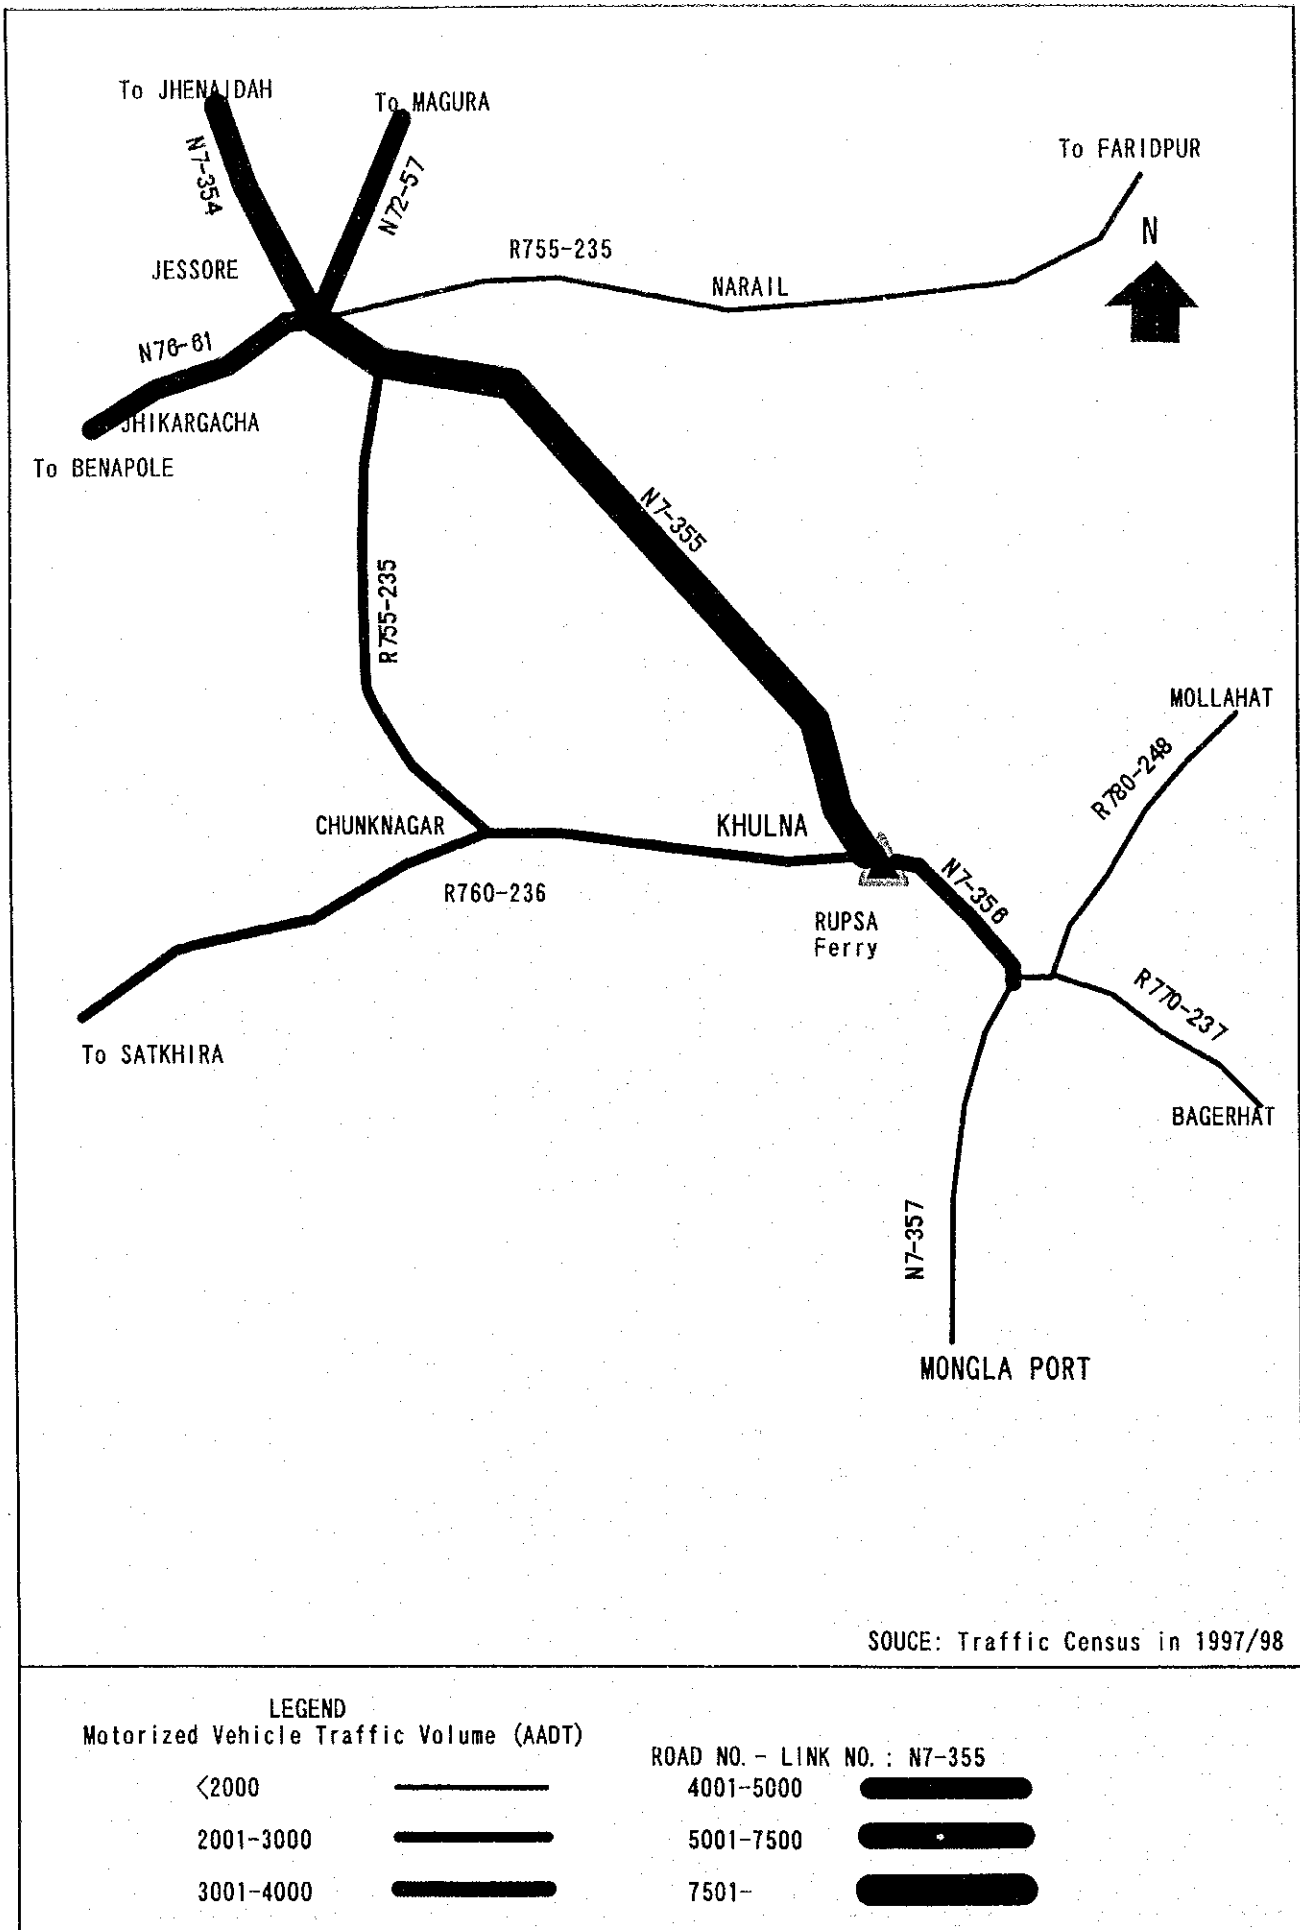 To JHENAIDAH
To MAGURA
To FARIDPUR
N7-354
N72-57
N
R755-235
JESSORE
NARAIL
N76-61
JHIKARGACHA
To BENAPOLE
N7-355
R755-235
MOLLAHAT
R780-248
CHUNKNAGAR
KHULNA
R760-236
N7-356
RUPSA
Ferry
R770-237
To SATKHIRA
BAGERHAT
N7-357
MONGLA PORT
SOUCE: Traffic Census in 1997/98
LEGEND
Motorized Vehicle Traffic Volume (AADT)
ROAD NO. - LINK NO. : N7-355
<2000
4001-5000
2001-3000
5001-7500
3001-4000
7501-